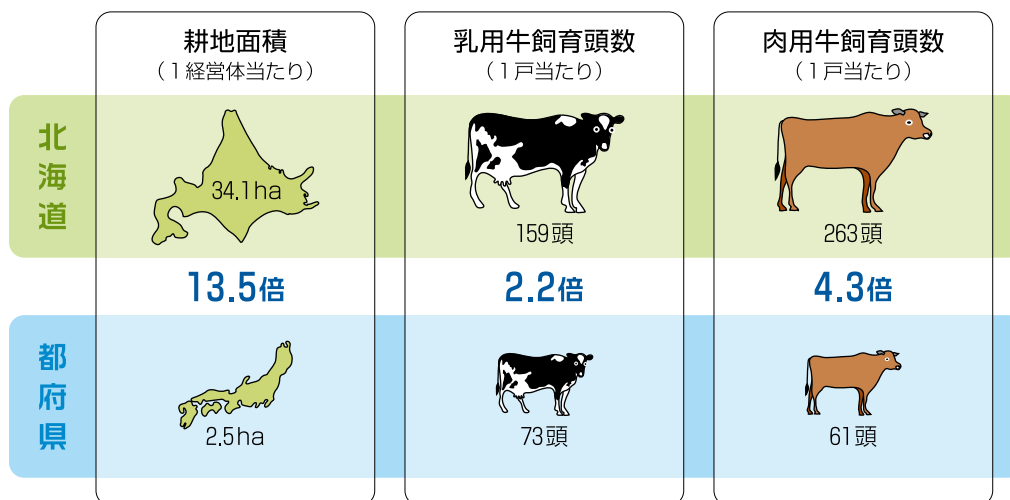 耕地面積
（１経営体当たり）
乳用牛飼育頭数
（１戸当たり）
肉用牛飼育頭数
（１戸当たり）
北海道
34.1ha
159頭
263頭
13.5倍
2.2倍
4.3倍
都府県
2.5ha
73頭
61頭